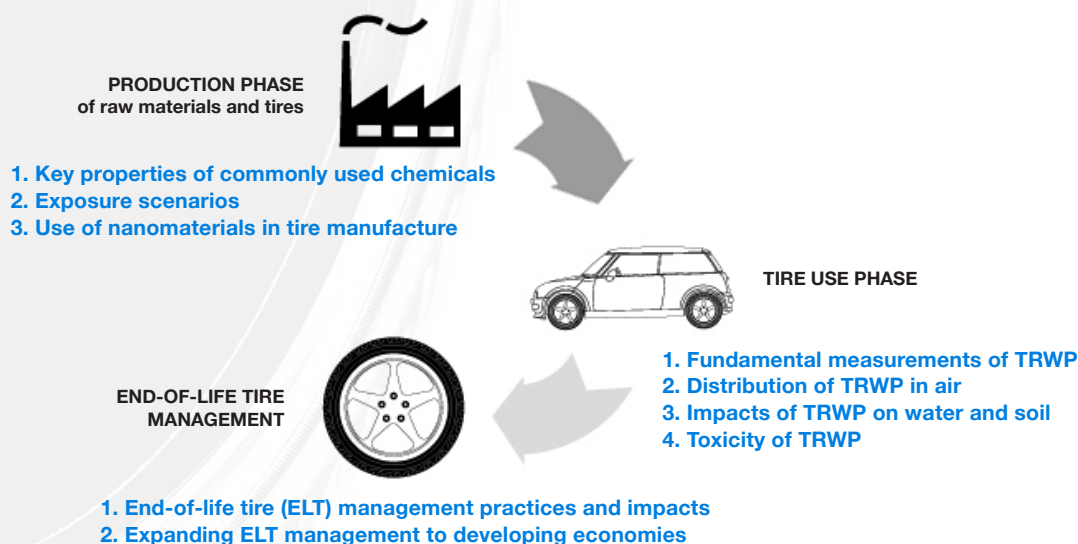 PRODUCTION PHASE
of raw materials and tires
1. Key properties of commonly used chemicals
2. Exposure scenarios
3. Use of nanomaterials in tire manufacture
TIRE USE PHASE
1. Fundamental measurements of TRWP
2. Distribution of TRWP in air
3. Impacts of TRWP on water and soil
4. Toxicity of TRWP
END-OF-LIFE TIRE
MANAGEMENT
1. End-of-life tire (ELT) management practices and impacts
2. Expanding ELT management to developing economies